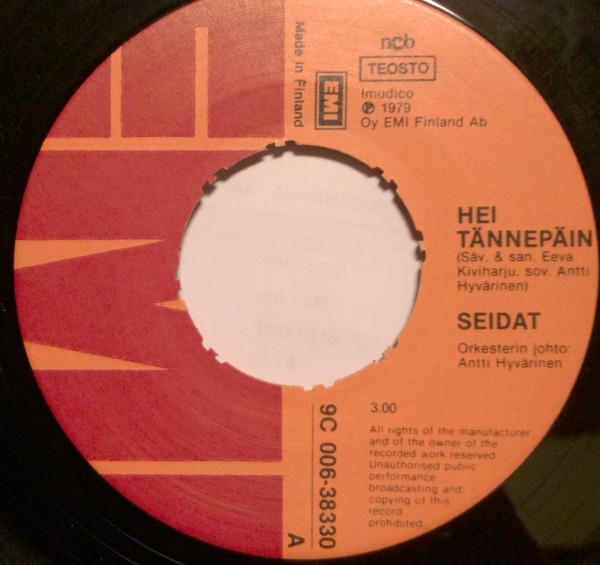 ncb
TEOSTO
Imudico
℗ 1979
Oy EMI Finland Ab
EMI
Made in Finland
HEI
TÄNNEPÄIN
(Säv. & san. Eeva
Kiviharju, sov. Antti
Hyvärinen)
SEIDAT
Orkesterin johto:
Antti Hyvärinen
3.00
All rights of the manufacturer
and of the owner of the
recorded work reserved.
Unauthorised public
performance
broadcasting and
copying of this
record
prohibited.
9C 006-38330
A
EMI